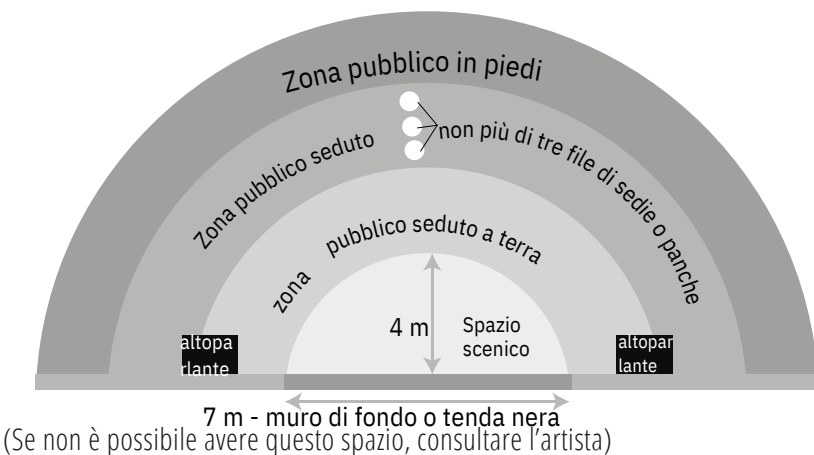 Zona pubblico in piedi
Zona pubblico seduto
non più di tre file di sedie o panche
zona pubblico seduto a terra
4 m
Spazio
scenico
altopa
rlante
altopar
lante
7 m - muro di fondo o tenda nera
(Se non è possibile avere questo spazio, consultare l'artista)